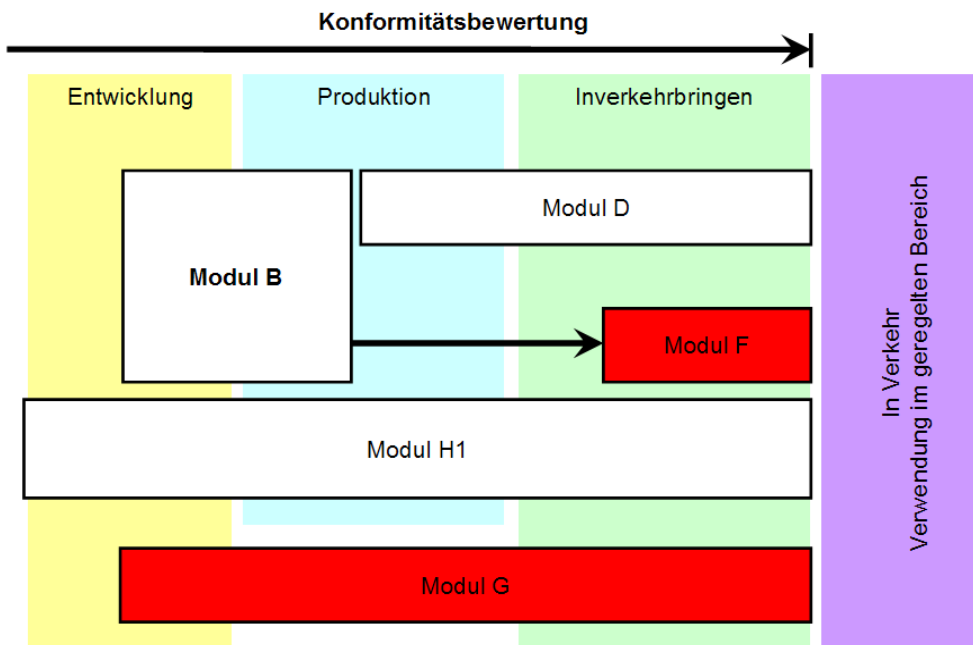 Konformitätsbewertung
Entwicklung
Produktion
Inverkehrbringen
Modul D
Modul B
Modul F
Modul H1
Modul G
In Verkehr
Verwendung im geregelten Bereich